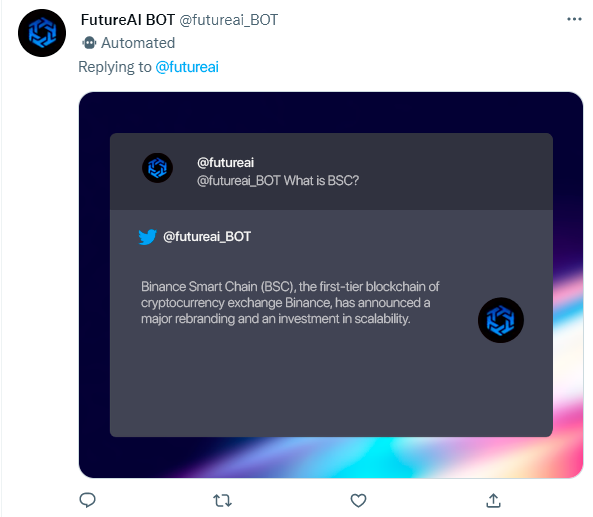 FutureAI BOT @futureai_BOT
Automated
Replying to @futureai
@futureai
@futureai_BOT What is BSC?
@futureai_BOT
Binance Smart Chain (BSC), the first-tier blockchain of
cryptocurrency exchange Binance, has announced a
major rebranding and an investment in scalability.